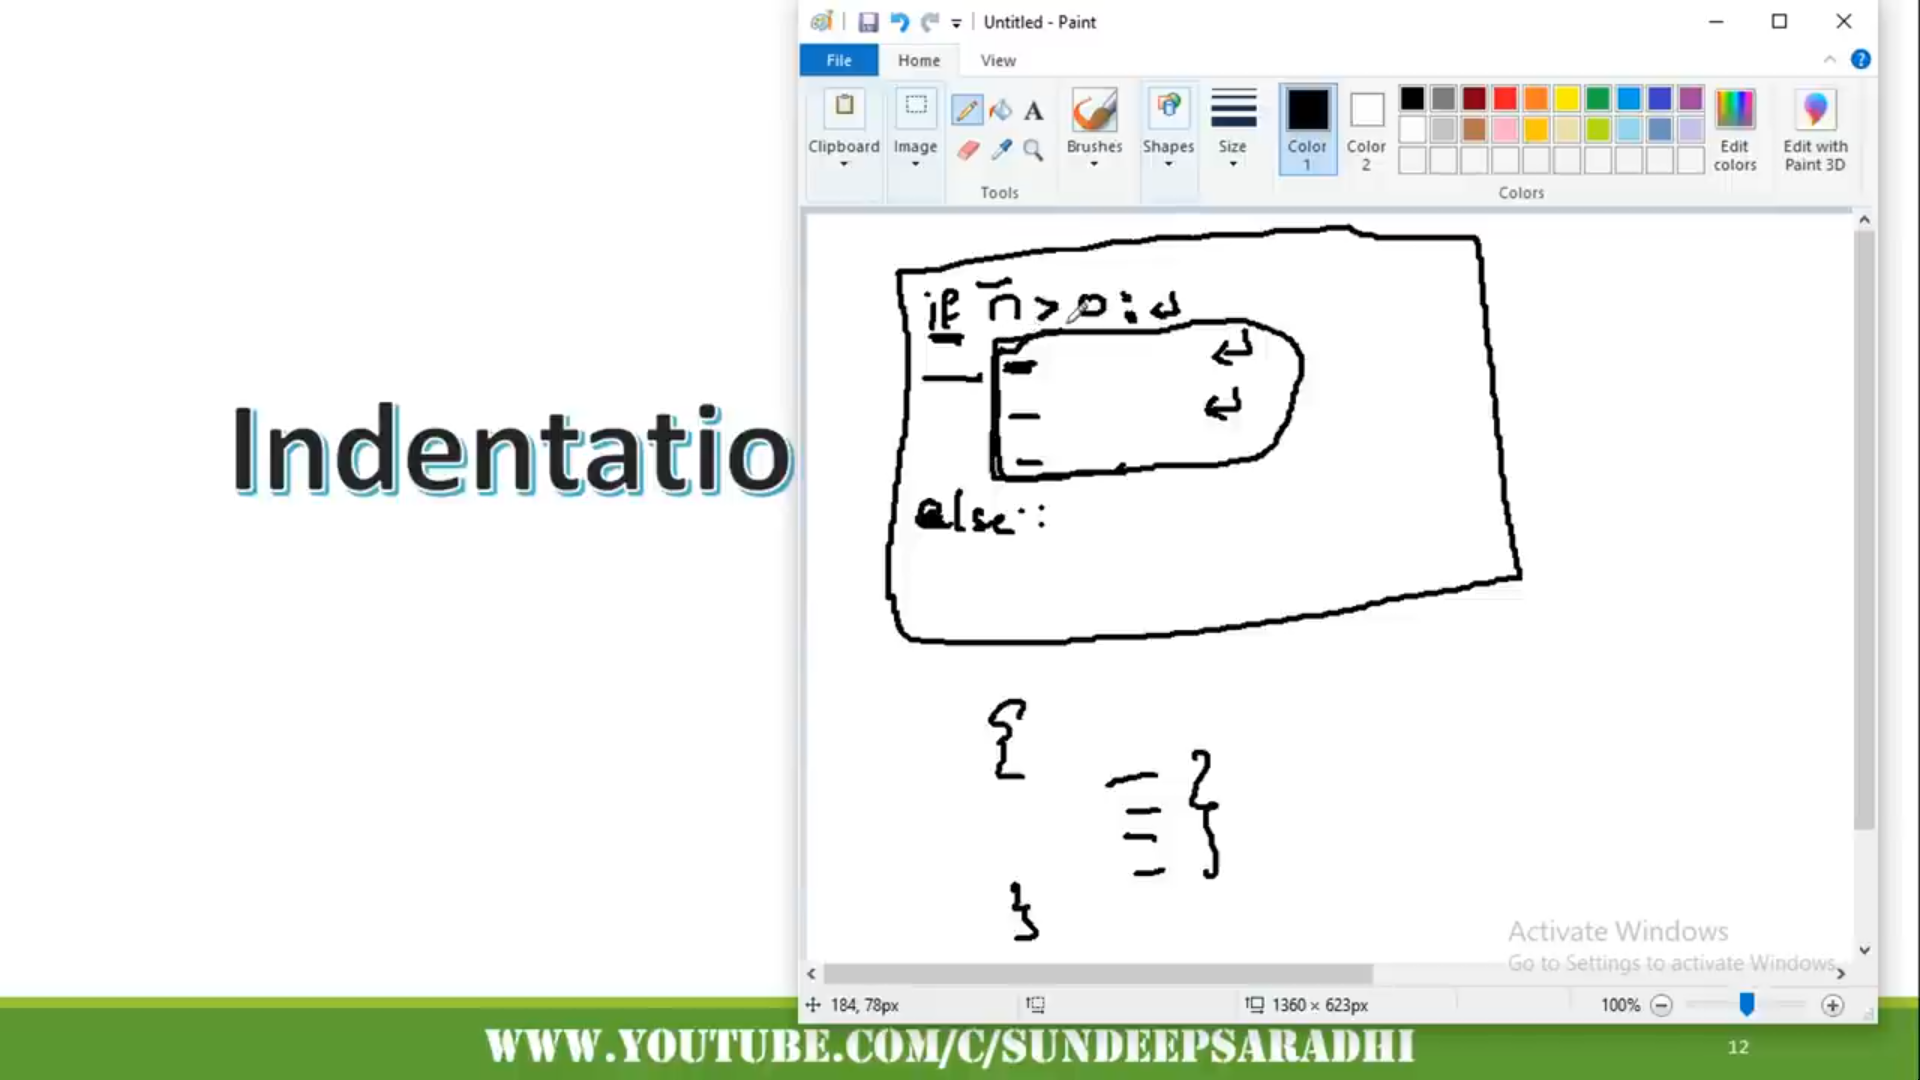 Indentatio
Untitled - Paint
File Home View
Clipboard Image Brushes Shapes Size Color 1 Color 2 Edit colors Edit with Paint 3D
Tools Colors
if n > 0 :
else :
{
}
}
Activate Windows
Go to Settings to activate Windows.
184, 78px 1360 × 623px 100%
WWW.YOUTUBE.COM/C/SUNDEEPSARADHI
12